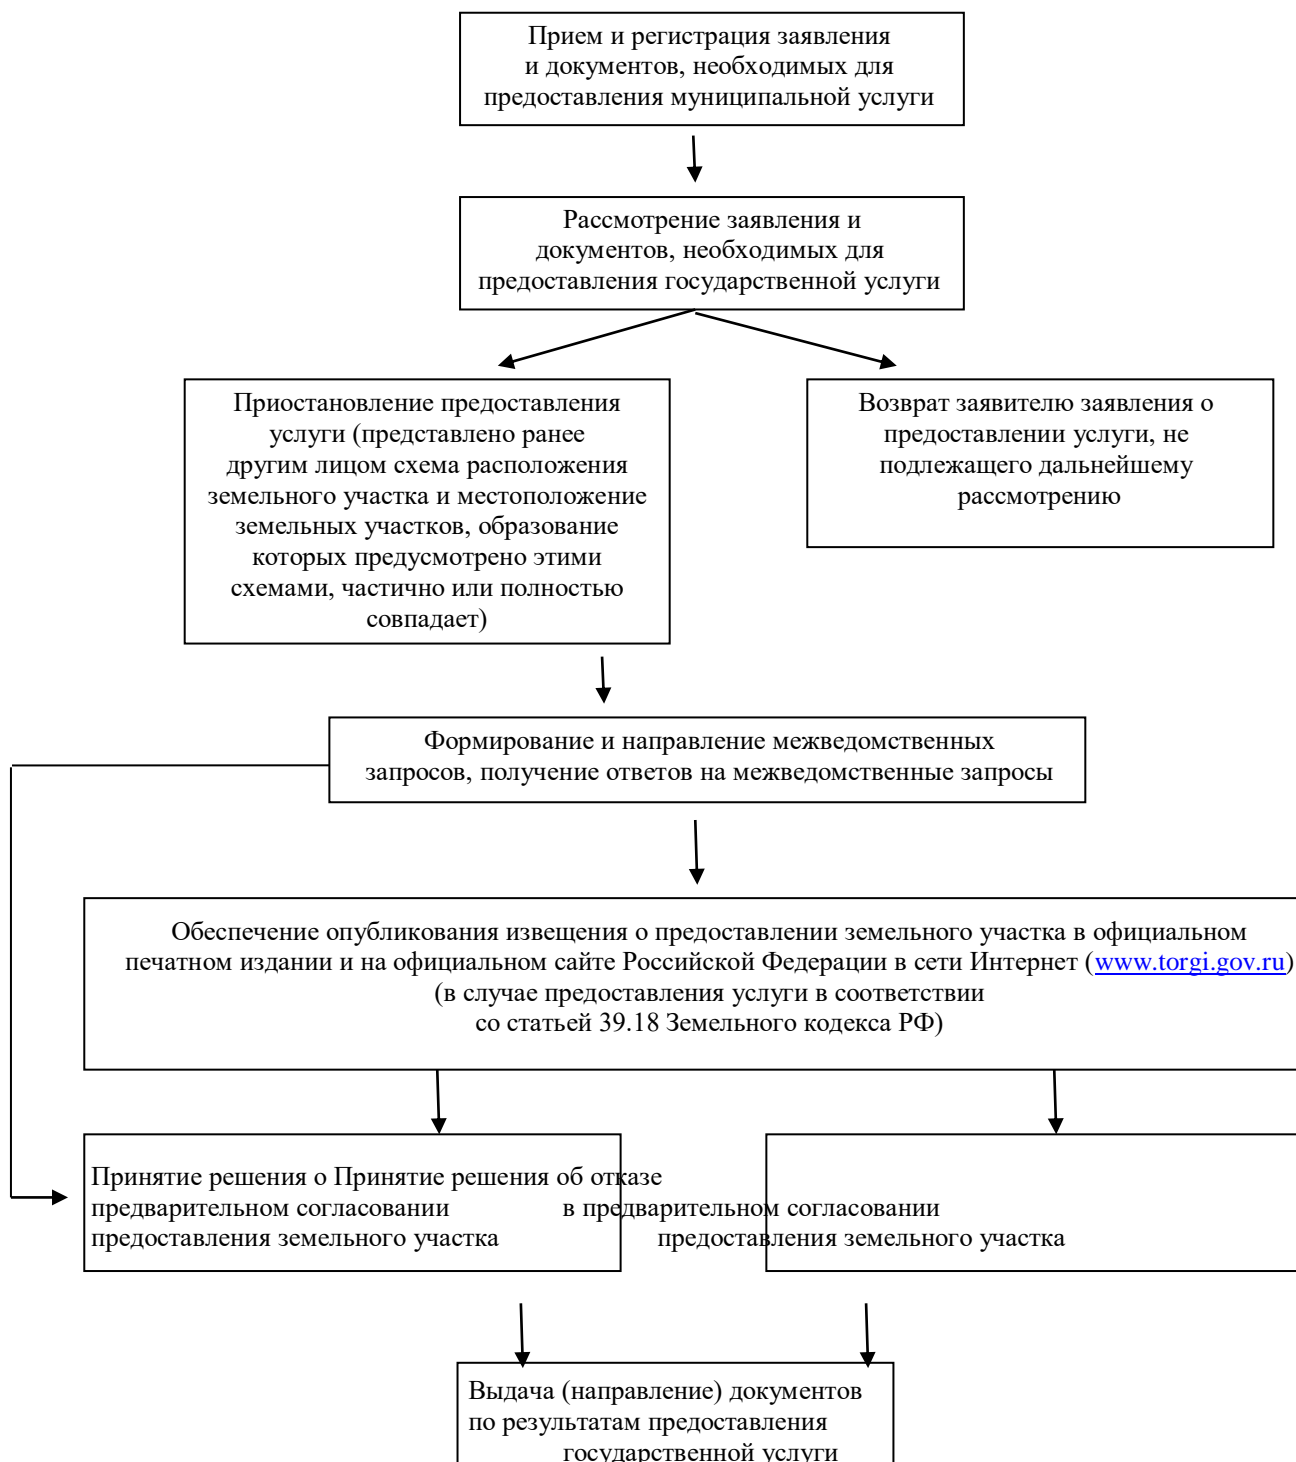 Прием и регистрация заявления
и документов, необходимых для
предоставления муниципальной услуги
Рассмотрение заявления и
документов, необходимых для
предоставления государственной услуги
Приостановление предоставления
услуги (представлено ранее
другим лицом схема расположения
земельного участка и местоположение
земельных участков, образование
которых предусмотрено этими
схемами, частично или полностью
совпадает)
Возврат заявителю заявления о
предоставлении услуги, не
подлежащего дальнейшему
рассмотрению
Формирование и направление межведомственных
запросов, получение ответов на межведомственные запросы
Обеспечение опубликования извещения о предоставлении земельного участка в официальном
печатном издании и на официальном сайте Российской Федерации в сети Интернет (www.torgi.gov.ru)
(в случае предоставления услуги в соответствии
со статьей 39.18 Земельного кодекса РФ)
Принятие решения о Принятие решения об отказе
предварительном согласовании в предварительном согласовании
предоставления земельного участка предоставления земельного участка
Выдача (направление) документов
по результатам предоставления
государственной услуги